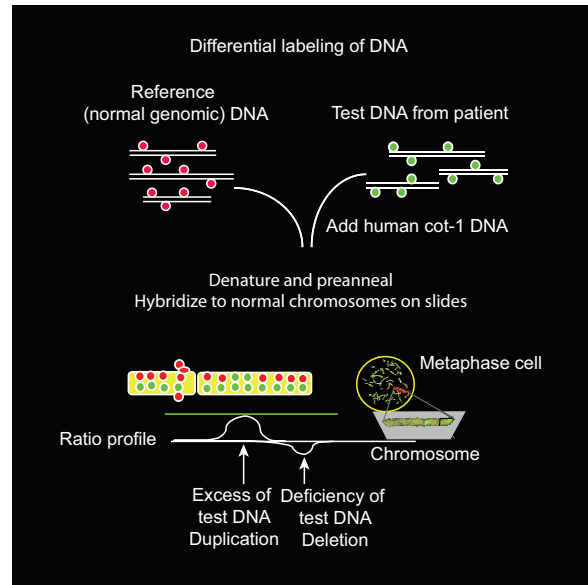 Differential labeling of DNA
Reference
(normal genomic) DNA
Test DNA from patient
Add human cot-1 DNA
Denature and preanneal
Hybridize to normal chromosomes on slides
Metaphase cell
Ratio profile
Chromosome
Excess of
test DNA
Duplication
Deficiency of
test DNA
Deletion